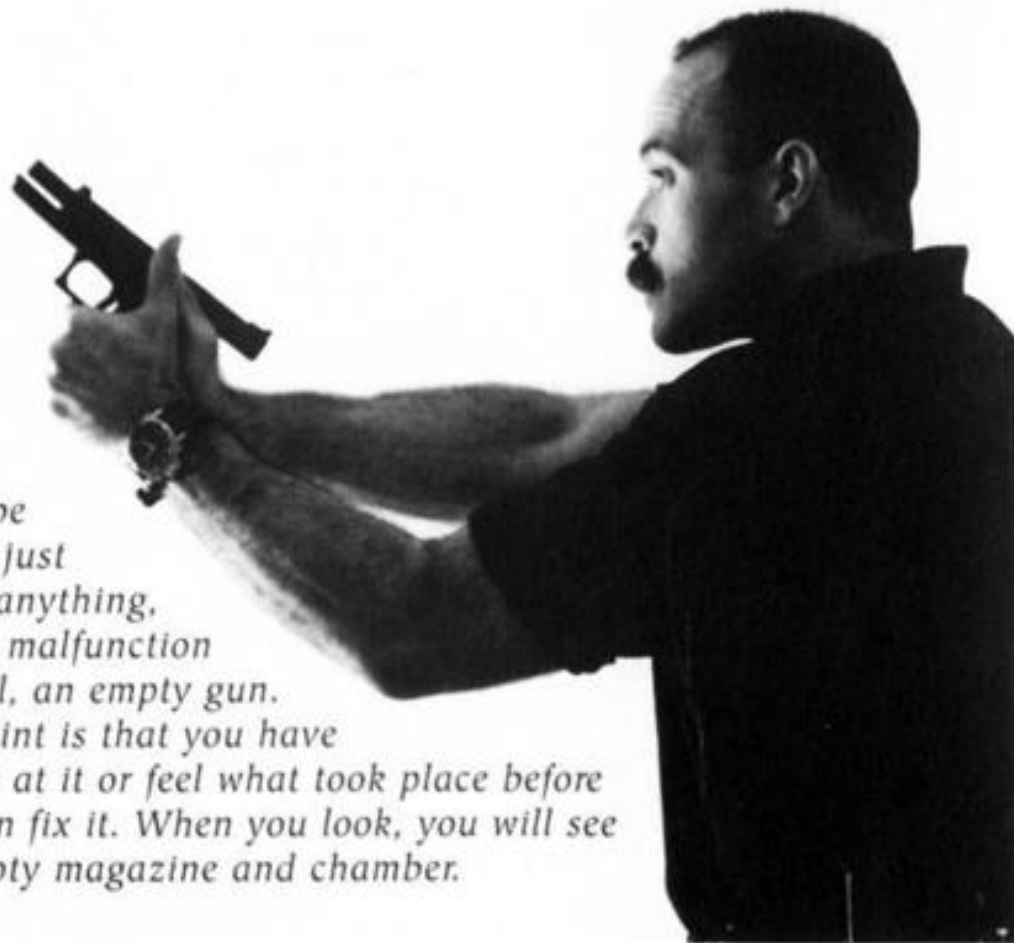 be
just
anything,
malfunction
l, an empty gun.
int is that you have
at it or feel what took place before
n fix it. When you look, you will see
pty magazine and chamber.